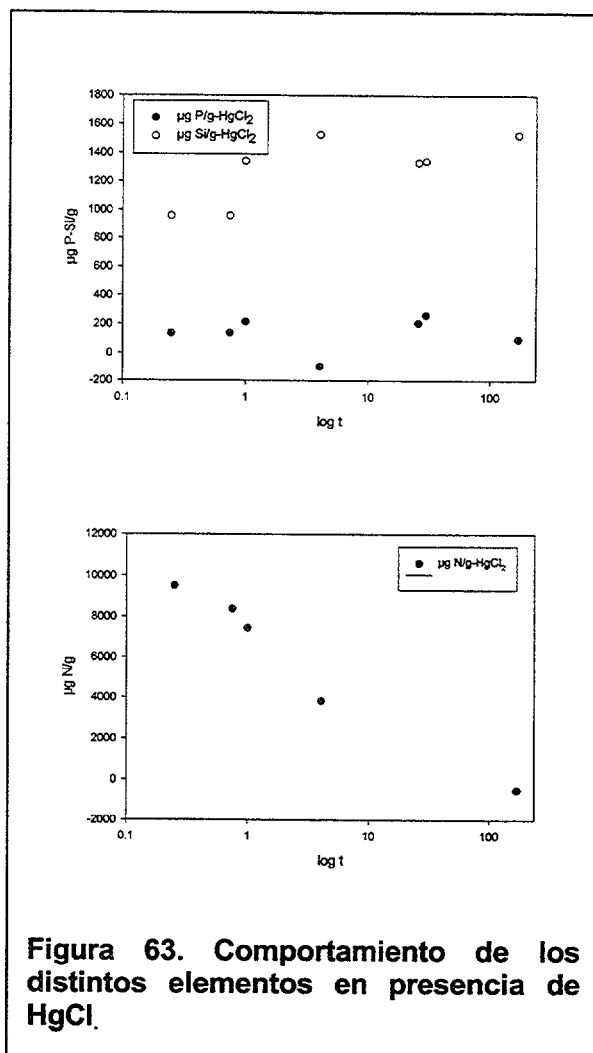 1800
1600
1400
1200
1000
800
600
400
200
0
-200
µg P-Si/g
µg P/g-HgCl₂
µg Si/g-HgCl₂
0.1 1 10 100
log t
12000
10000
8000
6000
4000
2000
0
-2000
µg N/g
µg N/g-HgCl₂
0.1 1 10 100
log t
Figura 63. Comportamiento de los
distintos elementos en presencia de
HgCl.